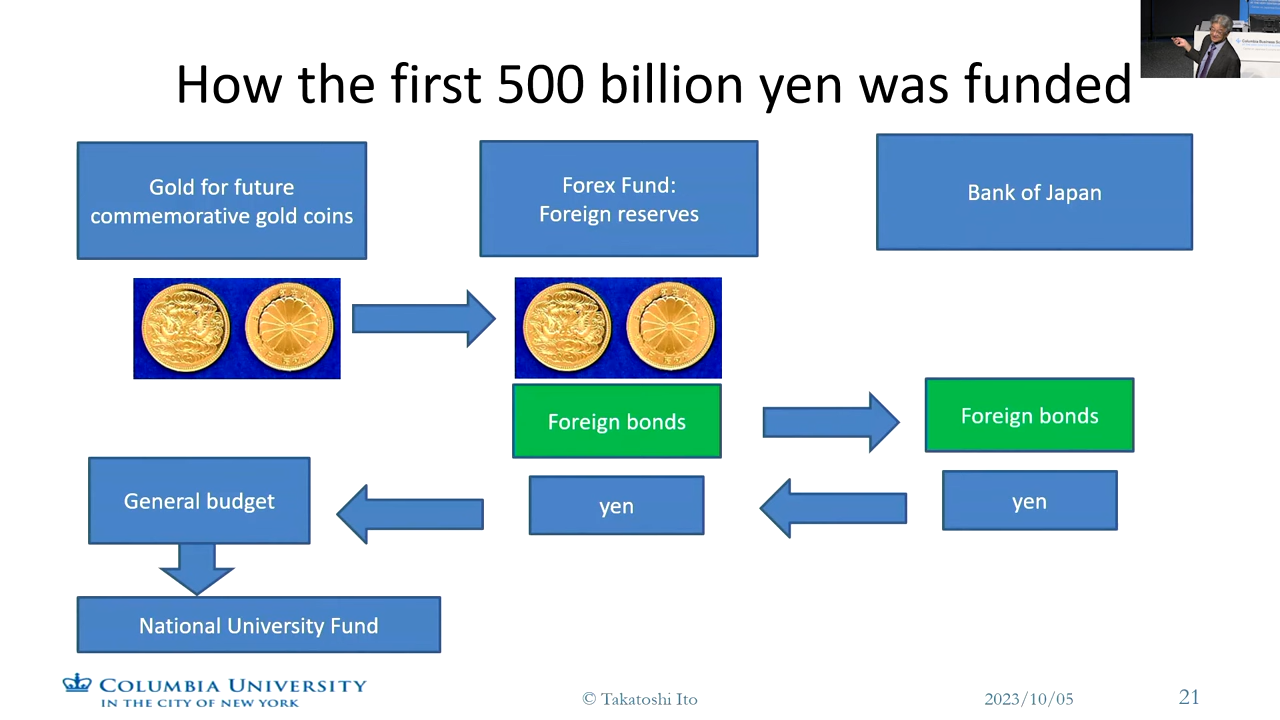 How the first 500 billion yen was funded
Gold for future
commemorative gold coins
Forex Fund:
Foreign reserves
Bank of Japan
Foreign bonds
Foreign bonds
General budget
yen
yen
National University Fund
COLUMBIA UNIVERSITY
IN THE CITY OF NEW YORK
© Takatoshi Ito
2023/10/05
21